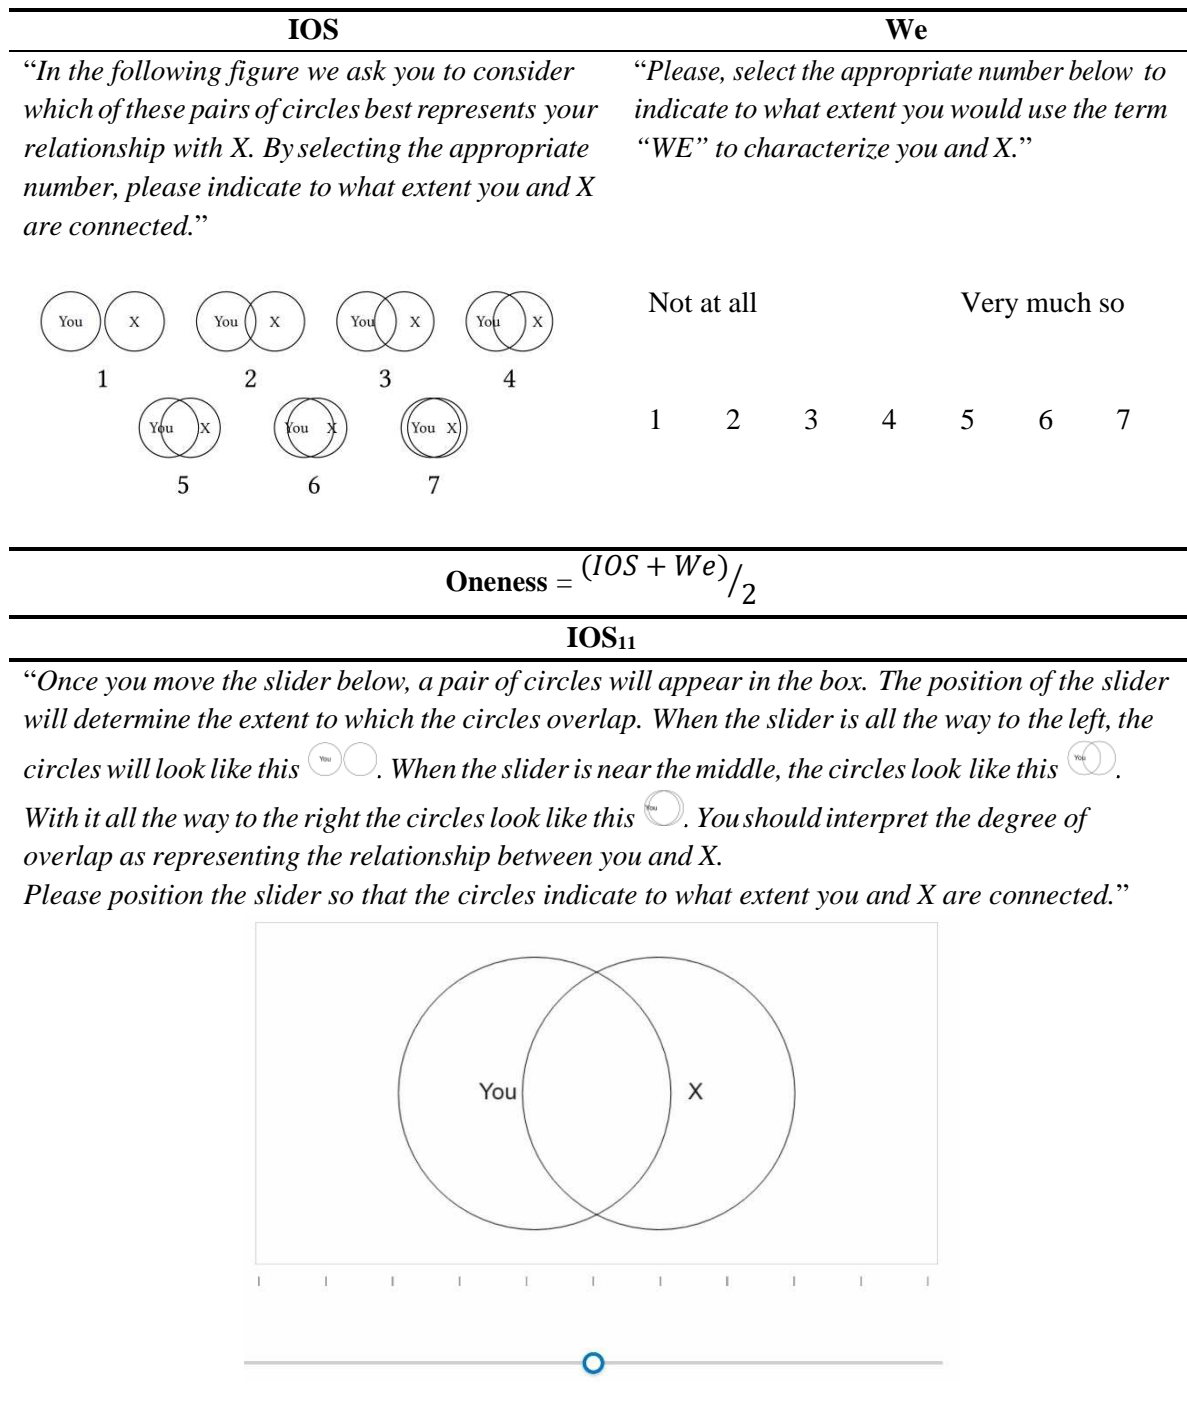 IOS
We
“In the following figure we ask you to consider
which of these pairs of circles best represents your
relationship with X. By selecting the appropriate
number, please indicate to what extent you and X
are connected.”
“Please, select the appropriate number below to
indicate to what extent you would use the term
“WE” to characterize you and X.”
You X You X You X You X
1 2 3 4
You X You X You X
5 6 7
Not at all Very much so
1 2 3 4 5 6 7
Oneness = (IOS + We)/2
IOS11
“Once you move the slider below, a pair of circles will appear in the box. The position of the slider
will determine the extent to which the circles overlap. When the slider is all the way to the left, the
circles will look like this You . When the slider is near the middle, the circles look like this You .
With it all the way to the right the circles look like this You . You should interpret the degree of
overlap as representing the relationship between you and X.
Please position the slider so that the circles indicate to what extent you and X are connected.”
You X